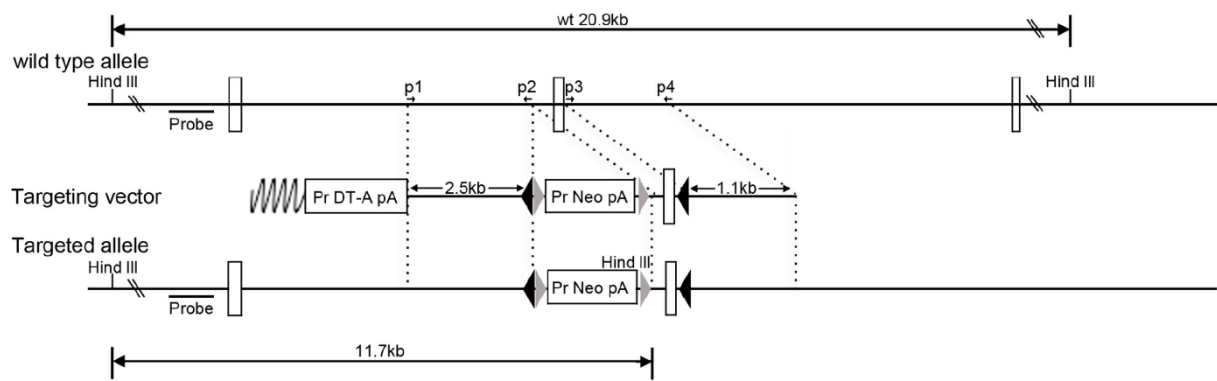 wt 20.9kb
wild type allele
Hind III
p1
p2
p3
p4
Hind III
Probe
Targeting vector
Pr DT-A pA
2.5kb
Pr Neo pA
1.1kb
Targeted allele
Hind III
Hind III
Probe
Pr Neo pA
11.7kb